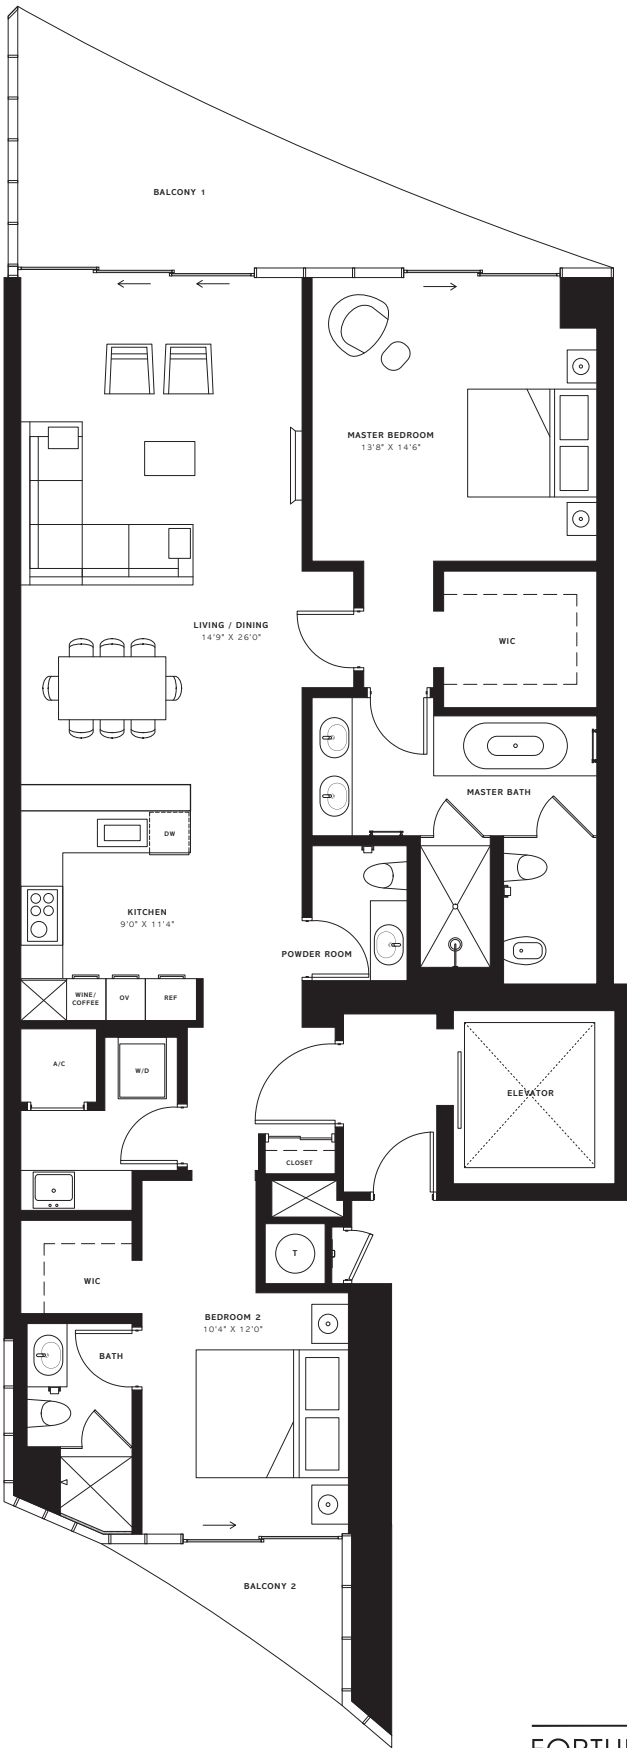 BALCONY 1
MASTER BEDROOM
13'8" X 14'6"
LIVING / DINING
14'9" X 26'0"
WIC
MASTER BATH
DW
KITCHEN
9'0" X 11'4"
POWDER ROOM
WINE/
COFFEE
OV
REF
A/C
W/D
ELEVATOR
CLOSET
T
WIC
BEDROOM 2
10'4" X 12'0"
BATH
BALCONY 2